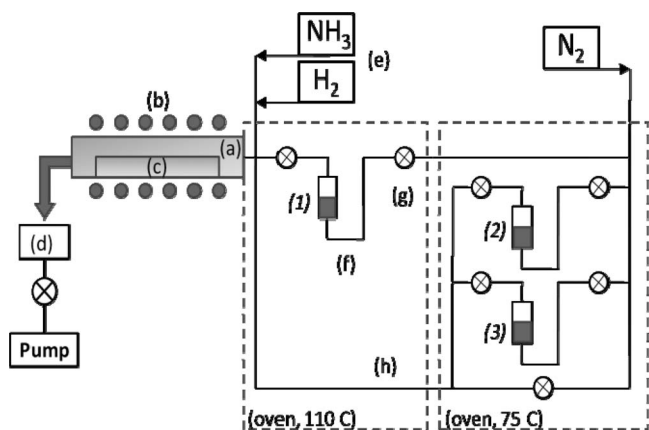 NH3
(e)
N2
H2
(b)
(a)
(c)
(1)
(g)
(2)
(d)
(f)
(3)
Pump
(h)
(oven, 110 C)
(oven, 75 C)